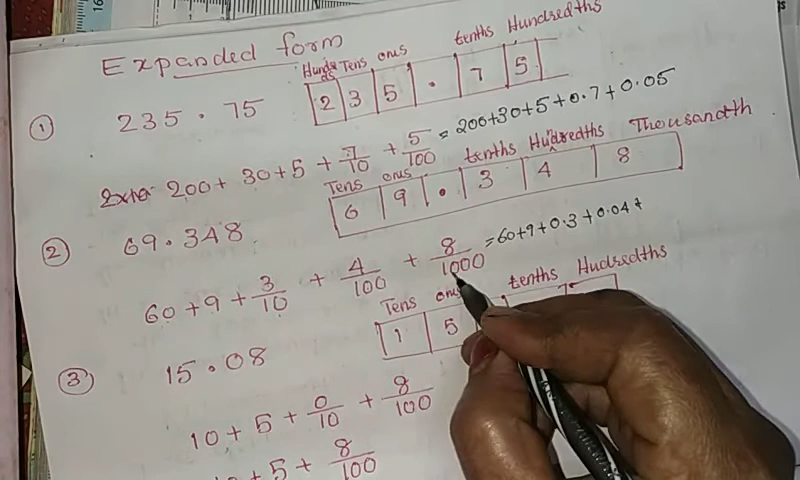 Expanded form
Hunds Tens ones tenths Hundredths
① 235.75 2 3 5 . 7 5
200+ 30+5 + 7/10 + 5/100 = 200+30+5+0.7+0.05
Tens ones tenths Hundredths Thousandth
② 69.348 6 9 . 3 4 8
60+9+ 3/10 + 4/100 + 8/1000 = 60+9+0.3+0.04+
Tens ones tenths Hudredths
③ 15.08 1 5
10+5+ 0/10 + 8/100
+5+ 8/100